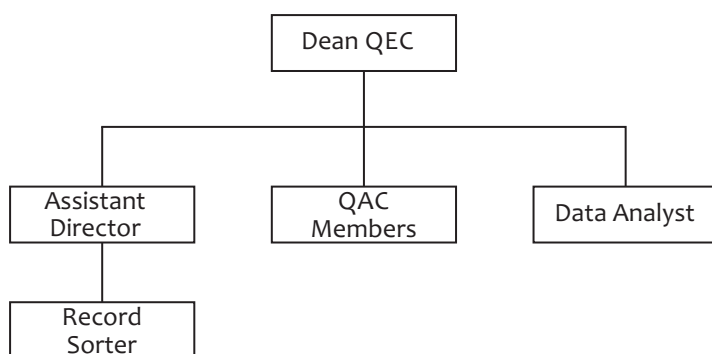 Dean QEC
Assistant
Director
QAC
Members
Data Analyst
Record
Sorter